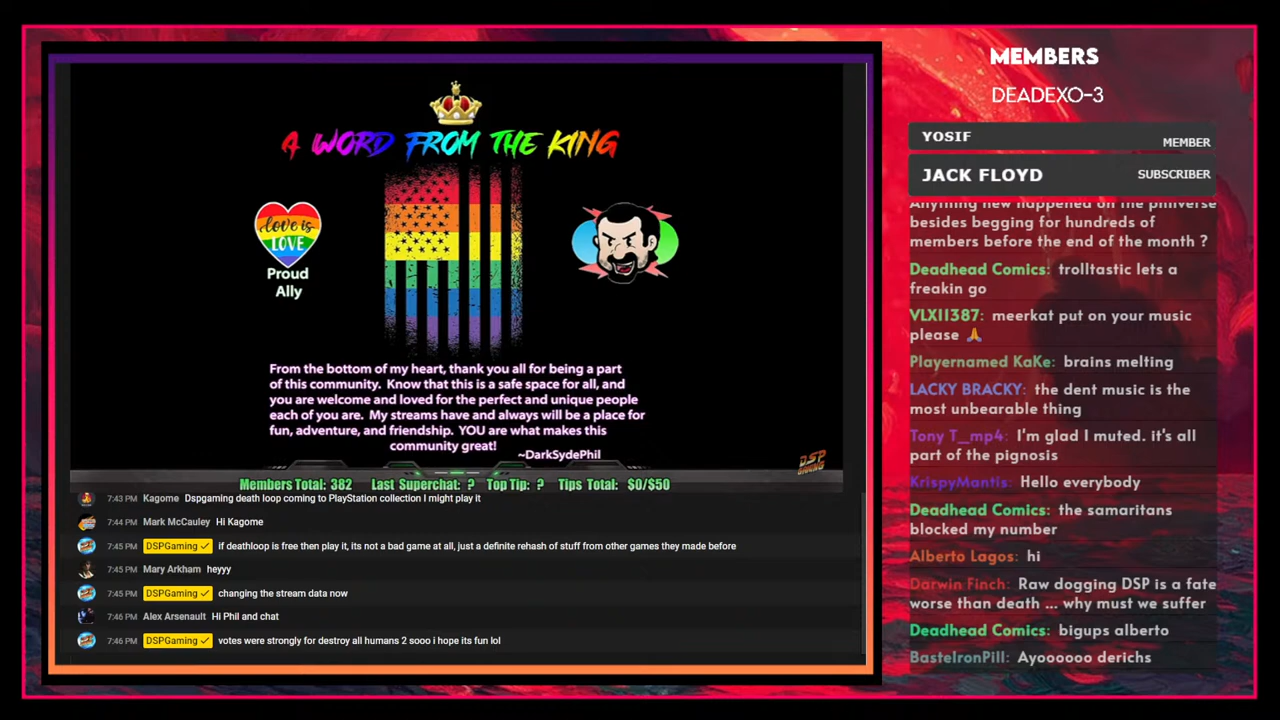 A WORD FROM THE KING
love is
LOVE
Proud
Ally
From the bottom of my heart, thank you all for being a part
of this community. Know that this is a safe space for all, and
you are welcome and loved for the perfect and unique people
each of you are. My streams have and always will be a place for
fun, adventure, and friendship. YOU are what makes this
community great!
~DarkSydePhil
DSP
GAMING
Members Total: 382 Last Superchat: ? Top Tip: ? Tips Total: $0/$50
7:43 PM Kagome Dspgaming death loop coming to PlayStation collection I might play it
7:44 PM Mark McCauley Hi Kagome
7:45 PM DSPGaming ✓ if deathloop is free then play it, its not a bad game at all, just a definite rehash of stuff from other games they made before
7:45 PM Mary Arkham heyyy
7:45 PM DSPGaming ✓ changing the stream data now
7:46 PM Alex Arsenault Hi Phil and chat
7:46 PM DSPGaming ✓ votes were strongly for destroy all humans 2 sooo i hope its fun lol
MEMBERS
DEADEXO-3
YOSIF MEMBER
JACK FLOYD SUBSCRIBER
Anything new happened on the philverse
besides begging for hundreds of
members before the end of the month ?
Deadhead Comics: trolltastic lets a
freakin go
VLX11387: meerkat put on your music
please 🙏
Playernamed KaKe: brains melting
LACKY BRACKY: the dent music is the
most unbearable thing
Tony T_mp4: I'm glad I muted. it's all
part of the pignosis
KrispyMantis: Hello everybody
Deadhead Comics: the samaritans
blocked my number
Alberto Lagos: hi
Darwin Finch: Raw dogging DSP is a fate
worse than death ... why must we suffer
Deadhead Comics: bigups alberto
BasteIronPill: Ayoooooo derichs